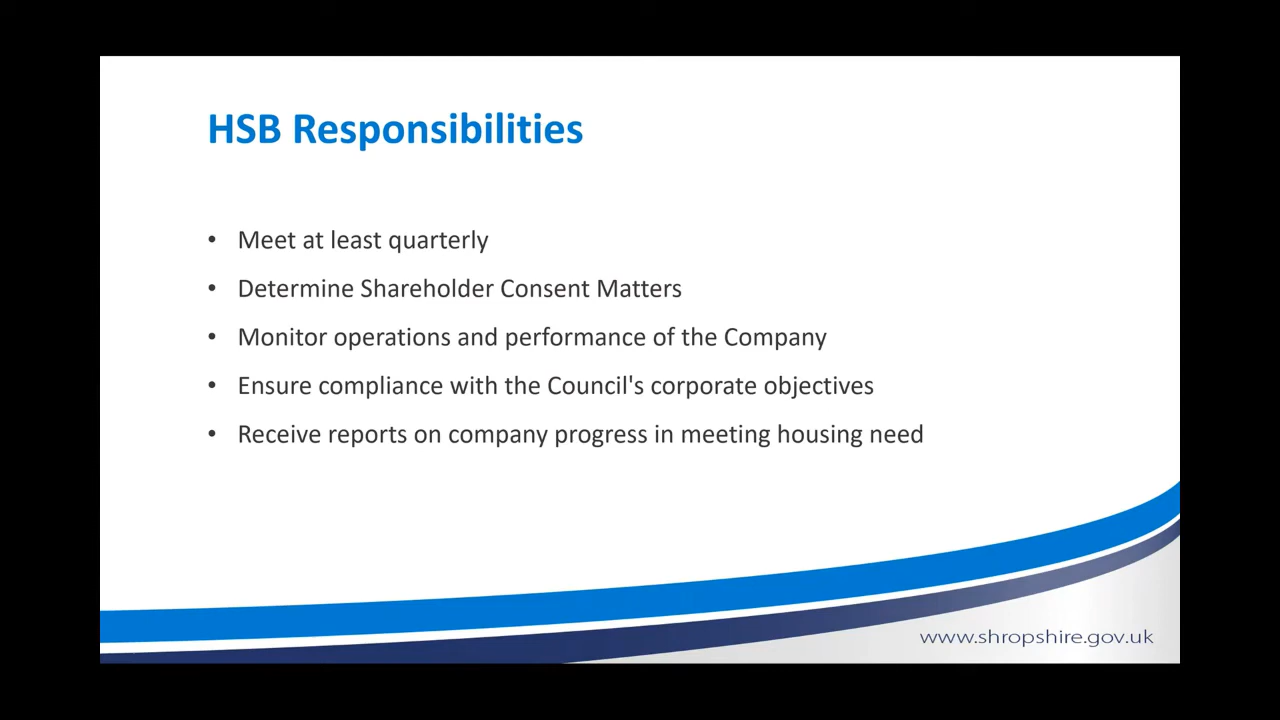 HSB Responsibilities
• Meet at least quarterly
• Determine Shareholder Consent Matters
• Monitor operations and performance of the Company
• Ensure compliance with the Council's corporate objectives
• Receive reports on company progress in meeting housing need
www.shropshire.gov.uk